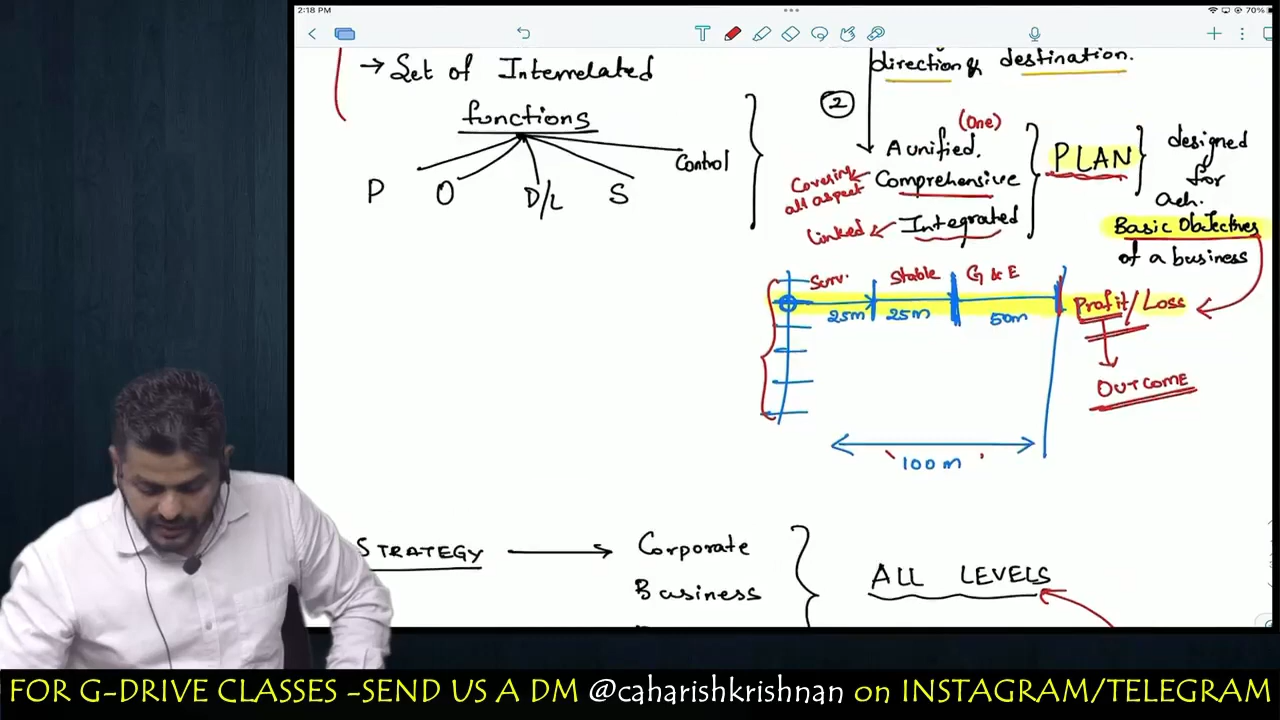 2:18 PM
70%
→ Set of Interrelated
functions
P O D/L S Control
direction & destination.
2
(One)
A unified.
Covering all aspect
Comprehensive
Linked
Integrated
PLAN
designed
for
ach.
Basic Objectives
of a business
Surv. Stable G & E
25m 25m 50m
Profit / Loss
OUTCOME
100 m
STRATEGY → Corporate
Business
ALL LEVELS
FOR G-DRIVE CLASSES -SEND US A DM @caharishkrishnan on INSTAGRAM/TELEGRAM